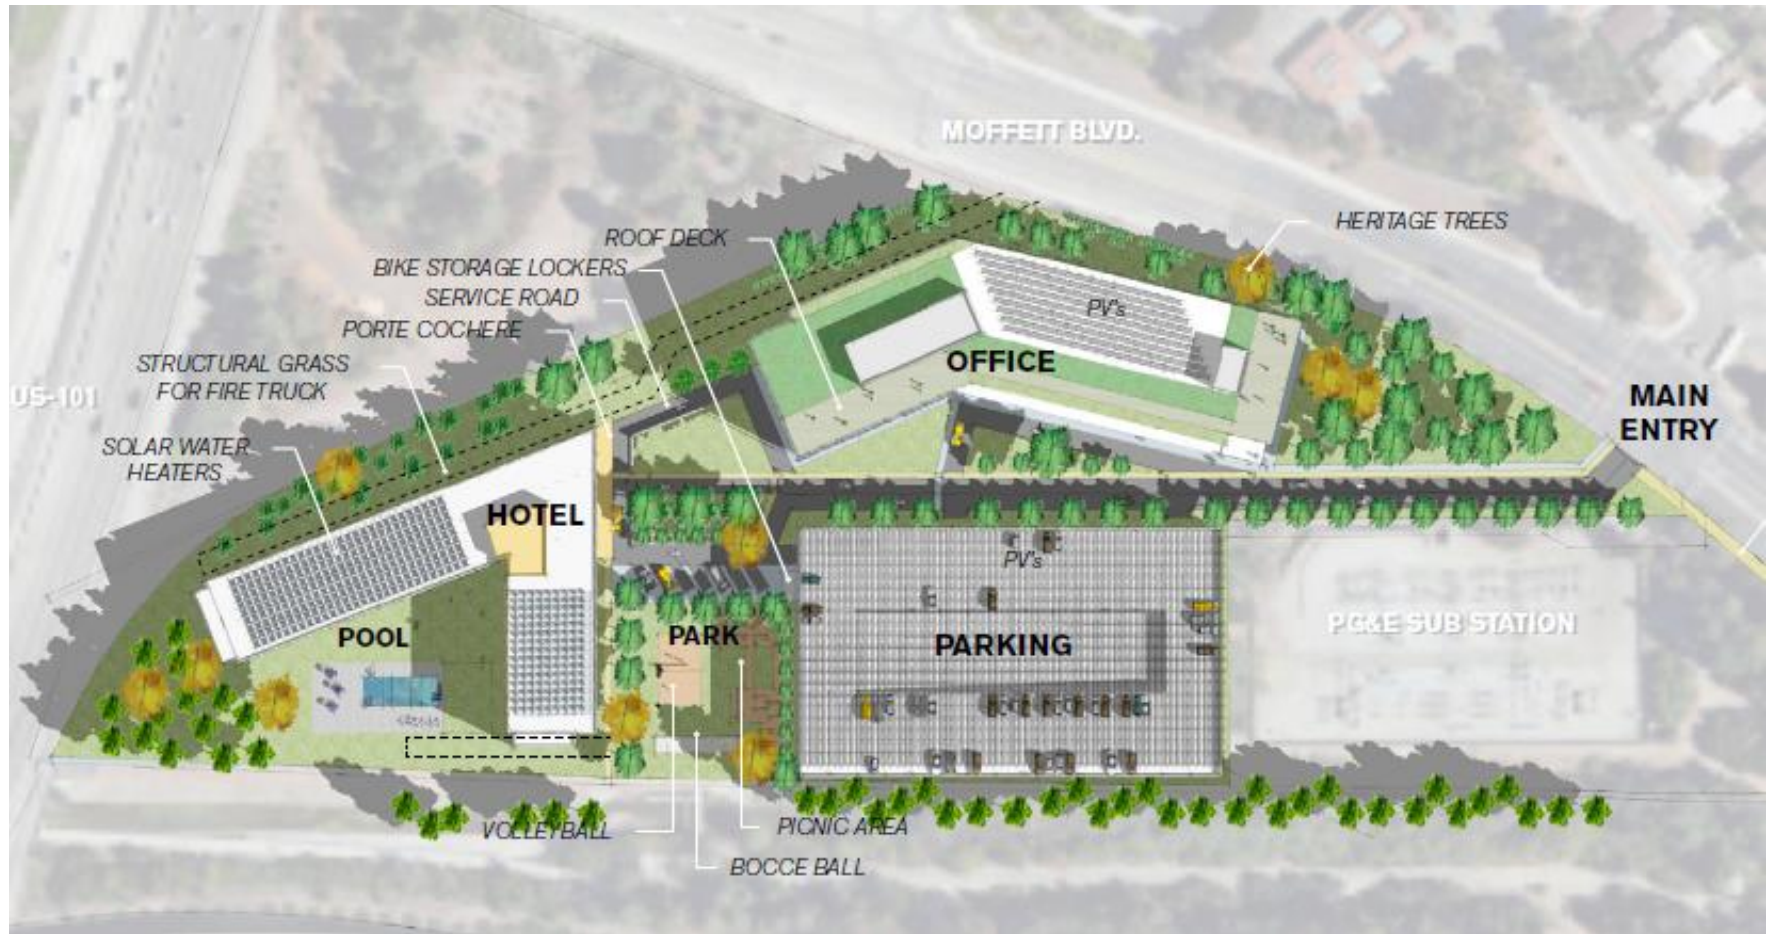 MOFFETT BLVD.
HERITAGE TREES
ROOF DECK
BIKE STORAGE LOCKERS
SERVICE ROAD
PORTE COCHERE
STRUCTURAL GRASS
FOR FIRE TRUCK
US-101
SOLAR WATER
HEATERS
PV's
OFFICE
MAIN
ENTRY
HOTEL
PV's
POOL
PARK
PARKING
PG&E SUB STATION
VOLLEYBALL
PICNIC AREA
BOCCE BALL